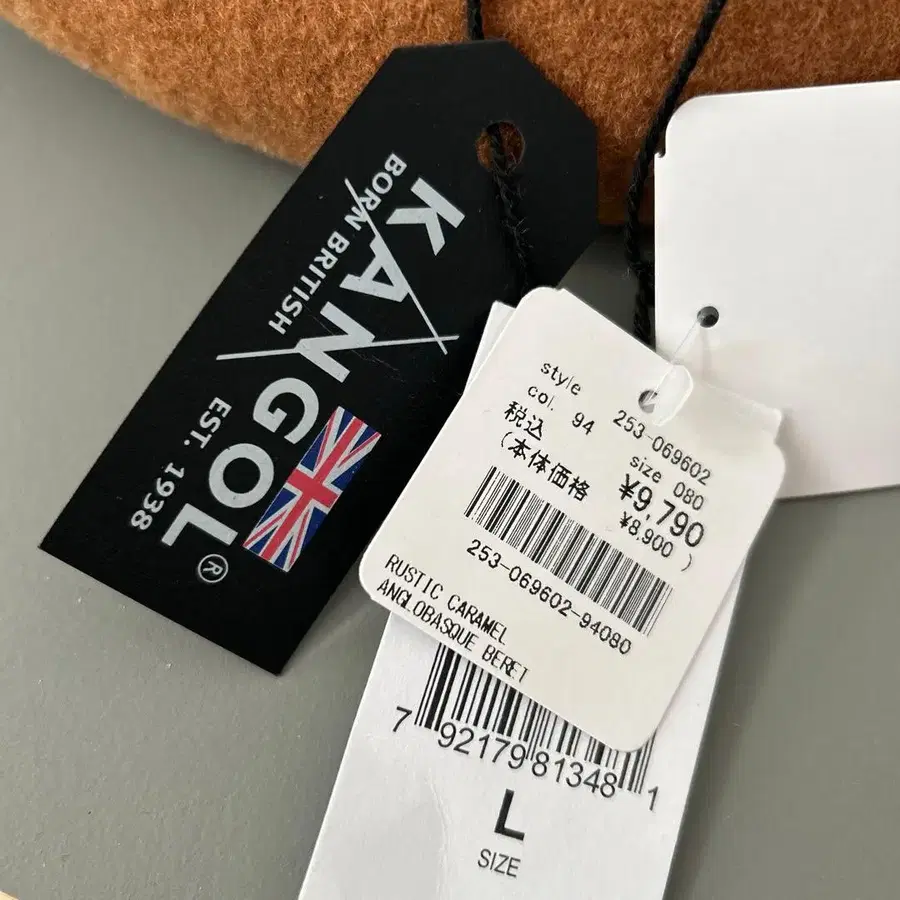 KANGOL®
BORN BRITISH
EST. 1938
style 253-069602
col. 94 size 080
税込 ¥9,790
(本体価格 ¥8,900)
253-069602-94080
RUSTIC CARAMEL
ANGLOBASQUE BERET
7 92179 81348 1
L
SIZE